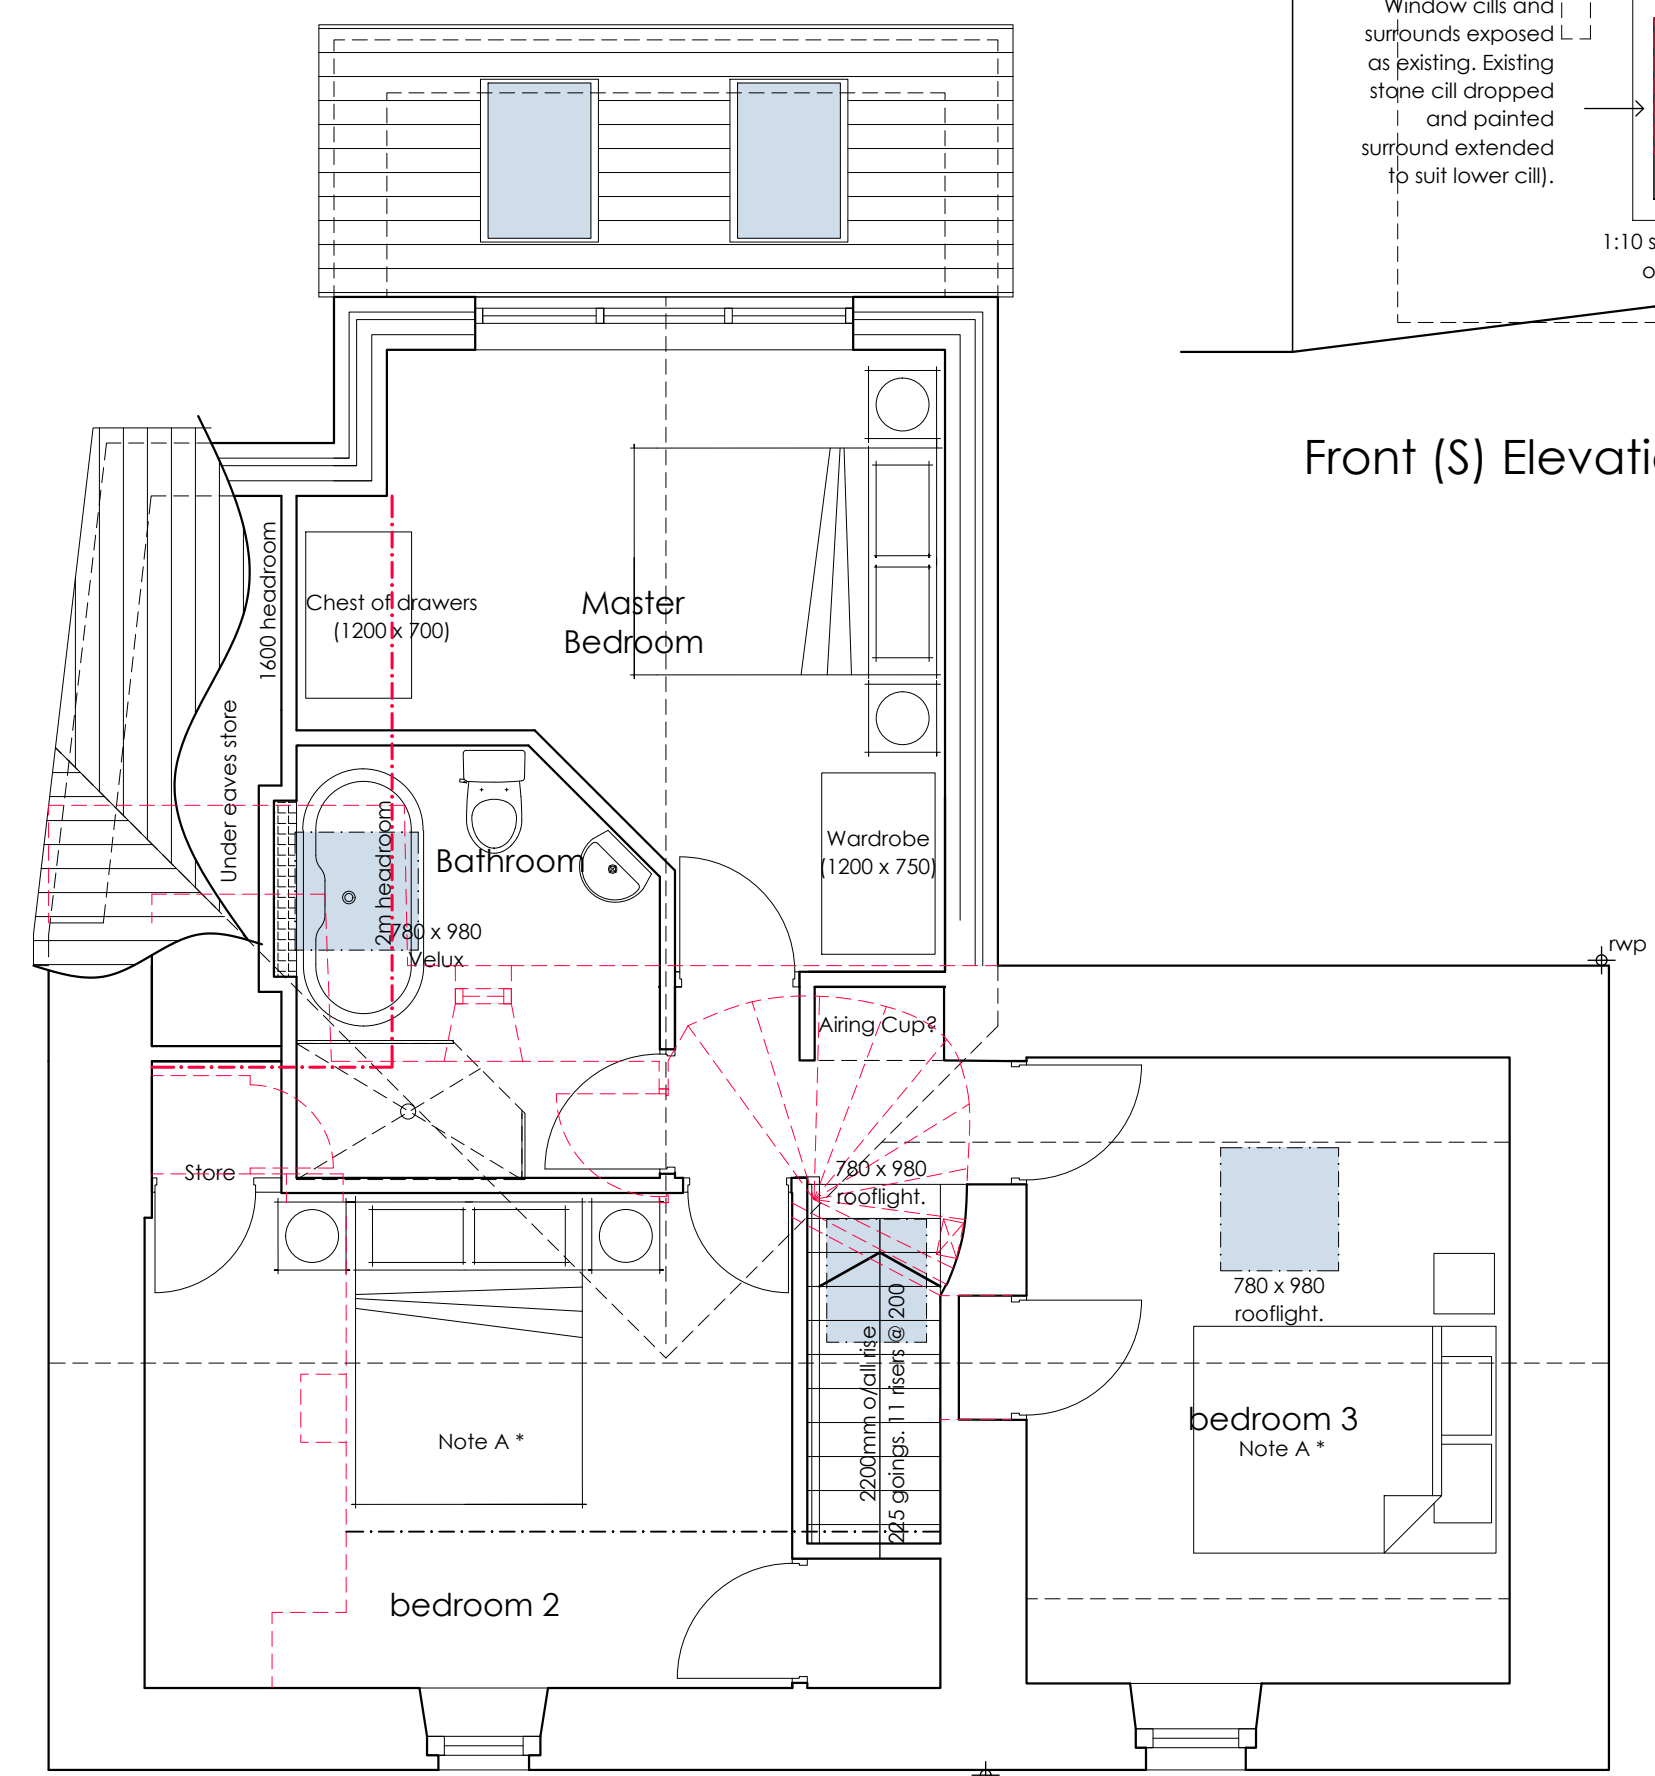 Window cills and
surrounds exposed
as existing. Existing
stone cill dropped
and painted
surround extended
to suit lower cill).
1:10 s
o
Front (S) Elevati
1600 headroom
Under eaves store
Chest of drawers
(1200 x 700)
Master
Bedroom
2m headroom
Bathroom
780 x 980
Velux
Wardrobe
(1200 x 750)
rwp
Airing Cup?
Store
780 x 980
rooflight.
780 x 980
rooflight.
2200mm o/all rise
225 goings. 11 risers @ 200
Note A *
bedroom 3
Note A *
bedroom 2